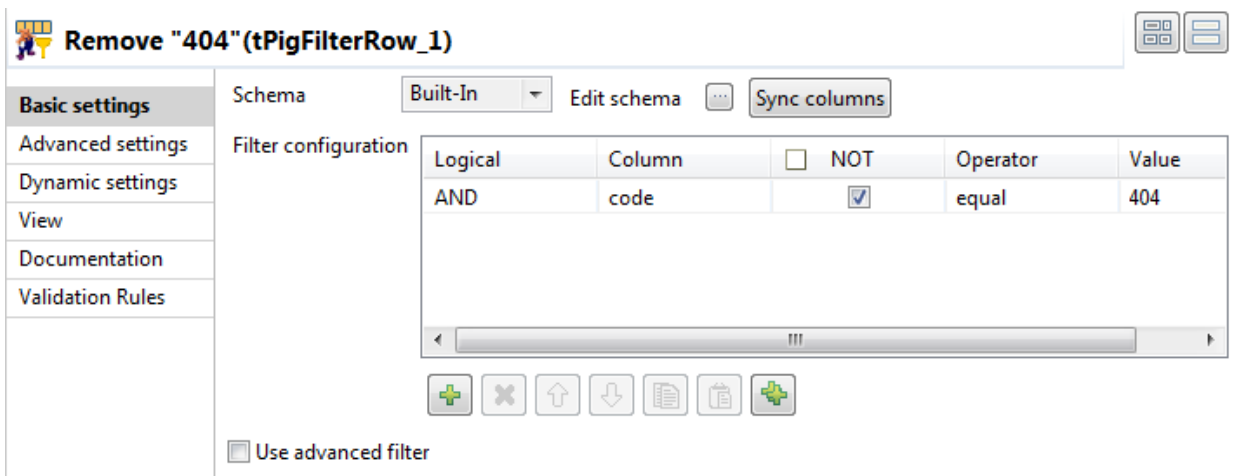 Remove "404"(tPigFilterRow_1)
Basic settings
Advanced settings
Dynamic settings
View
Documentation
Validation Rules
Schema Built-In Edit schema ... Sync columns
Filter configuration
Logical Column NOT Operator Value
AND code equal 404
Use advanced filter